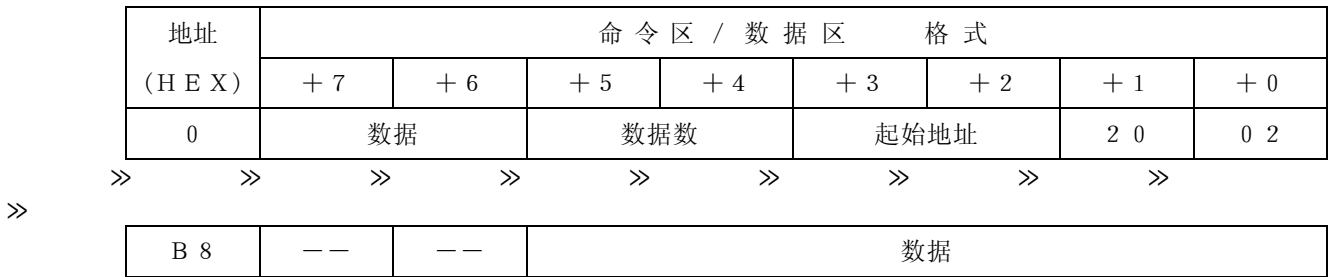 地址 命令区/数据区 格式
(HEX) +7 +6 +5 +4 +3 +2 +1 +0
0 数据 数据数 起始地址 20 02
≫ ≫ ≫ ≫ ≫ ≫ ≫ ≫ ≫
≫
B8 -- -- 数据